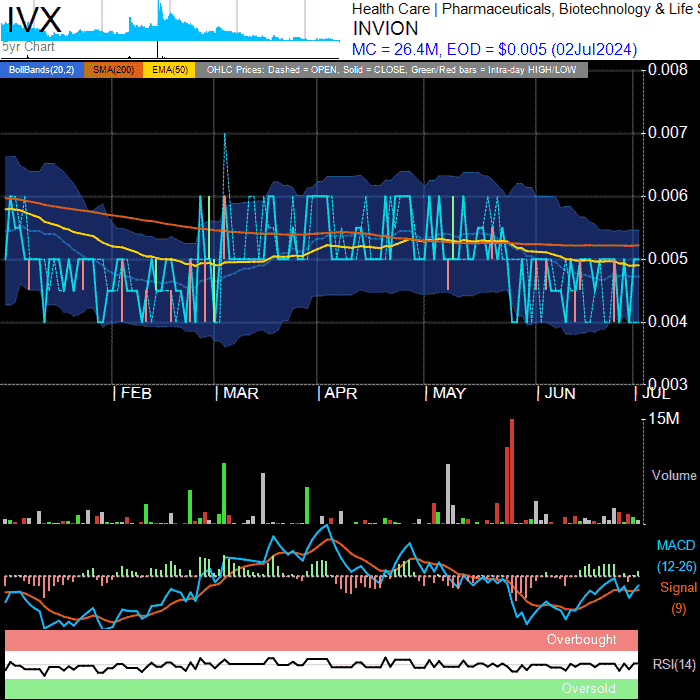 IVX
5yr Chart
Health Care | Pharmaceuticals, Biotechnology & Life S
INVION
MC = 26.4M, EOD = $0.005 (02Jul2024)
BollBands(20,2) SMA(200) EMA(50) OHLC Prices: Dashed = OPEN, Solid = CLOSE, Green/Red bars = Intra-day HIGH/LOW
0.008
0.007
0.006
0.005
0.004
0.003
FEB MAR APR MAY JUN JUL
15M
Volume
MACD
(12-26)
Signal
(9)
Overbought
RSI(14)
Oversold